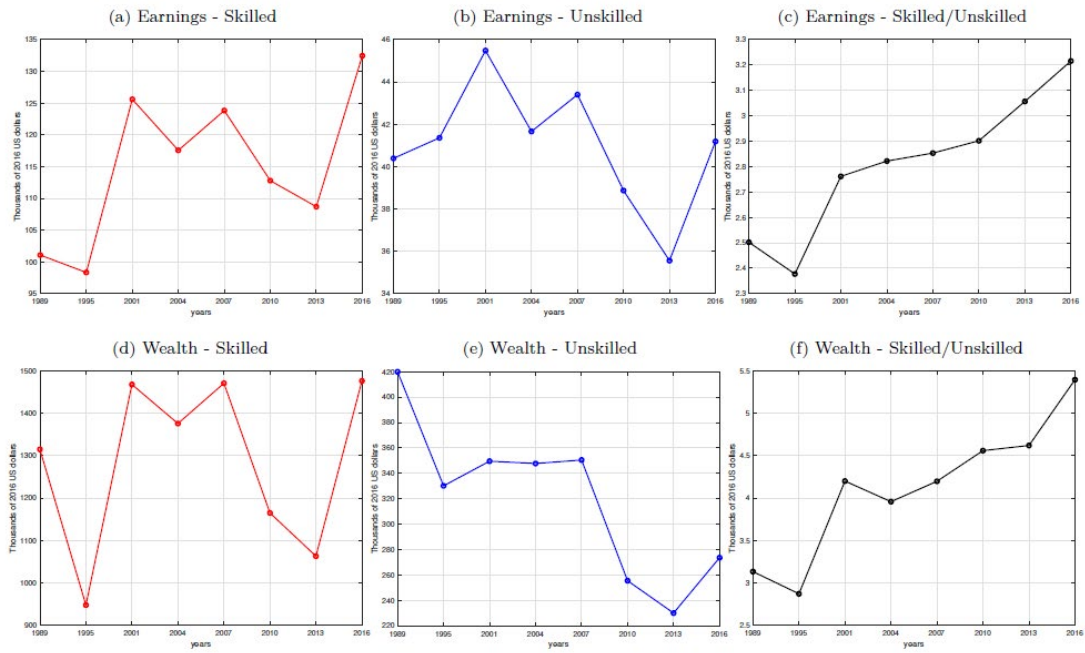 (a) Earnings - Skilled
135
130
125
120
115
110
105
100
95
Thousands of 2016 US dollars
1989 1995 2001 2004 2007 2010 2013 2016
years
(b) Earnings - Unskilled
46
44
42
40
38
36
34
Thousands of 2016 US dollars
1989 1995 2001 2004 2007 2010 2013 2016
years
(c) Earnings - Skilled/Unskilled
3.3
3.2
3.1
3
2.9
2.8
2.7
2.6
2.5
2.4
2.3
Thousands of 2016 US dollars
1989 1995 2001 2004 2007 2010 2013 2016
years
(d) Wealth - Skilled
1500
1400
1300
1200
1100
1000
900
Thousands of 2016 US dollars
1989 1995 2001 2004 2007 2010 2013 2016
years
(e) Wealth - Unskilled
420
400
380
360
340
320
300
280
260
240
220
Thousands of 2016 US dollars
1989 1995 2001 2004 2007 2010 2013 2016
years
(f) Wealth - Skilled/Unskilled
5.5
5
4.5
4
3.5
3
2.5
Thousands of 2016 US dollars
1989 1995 2001 2004 2007 2010 2013 2016
years